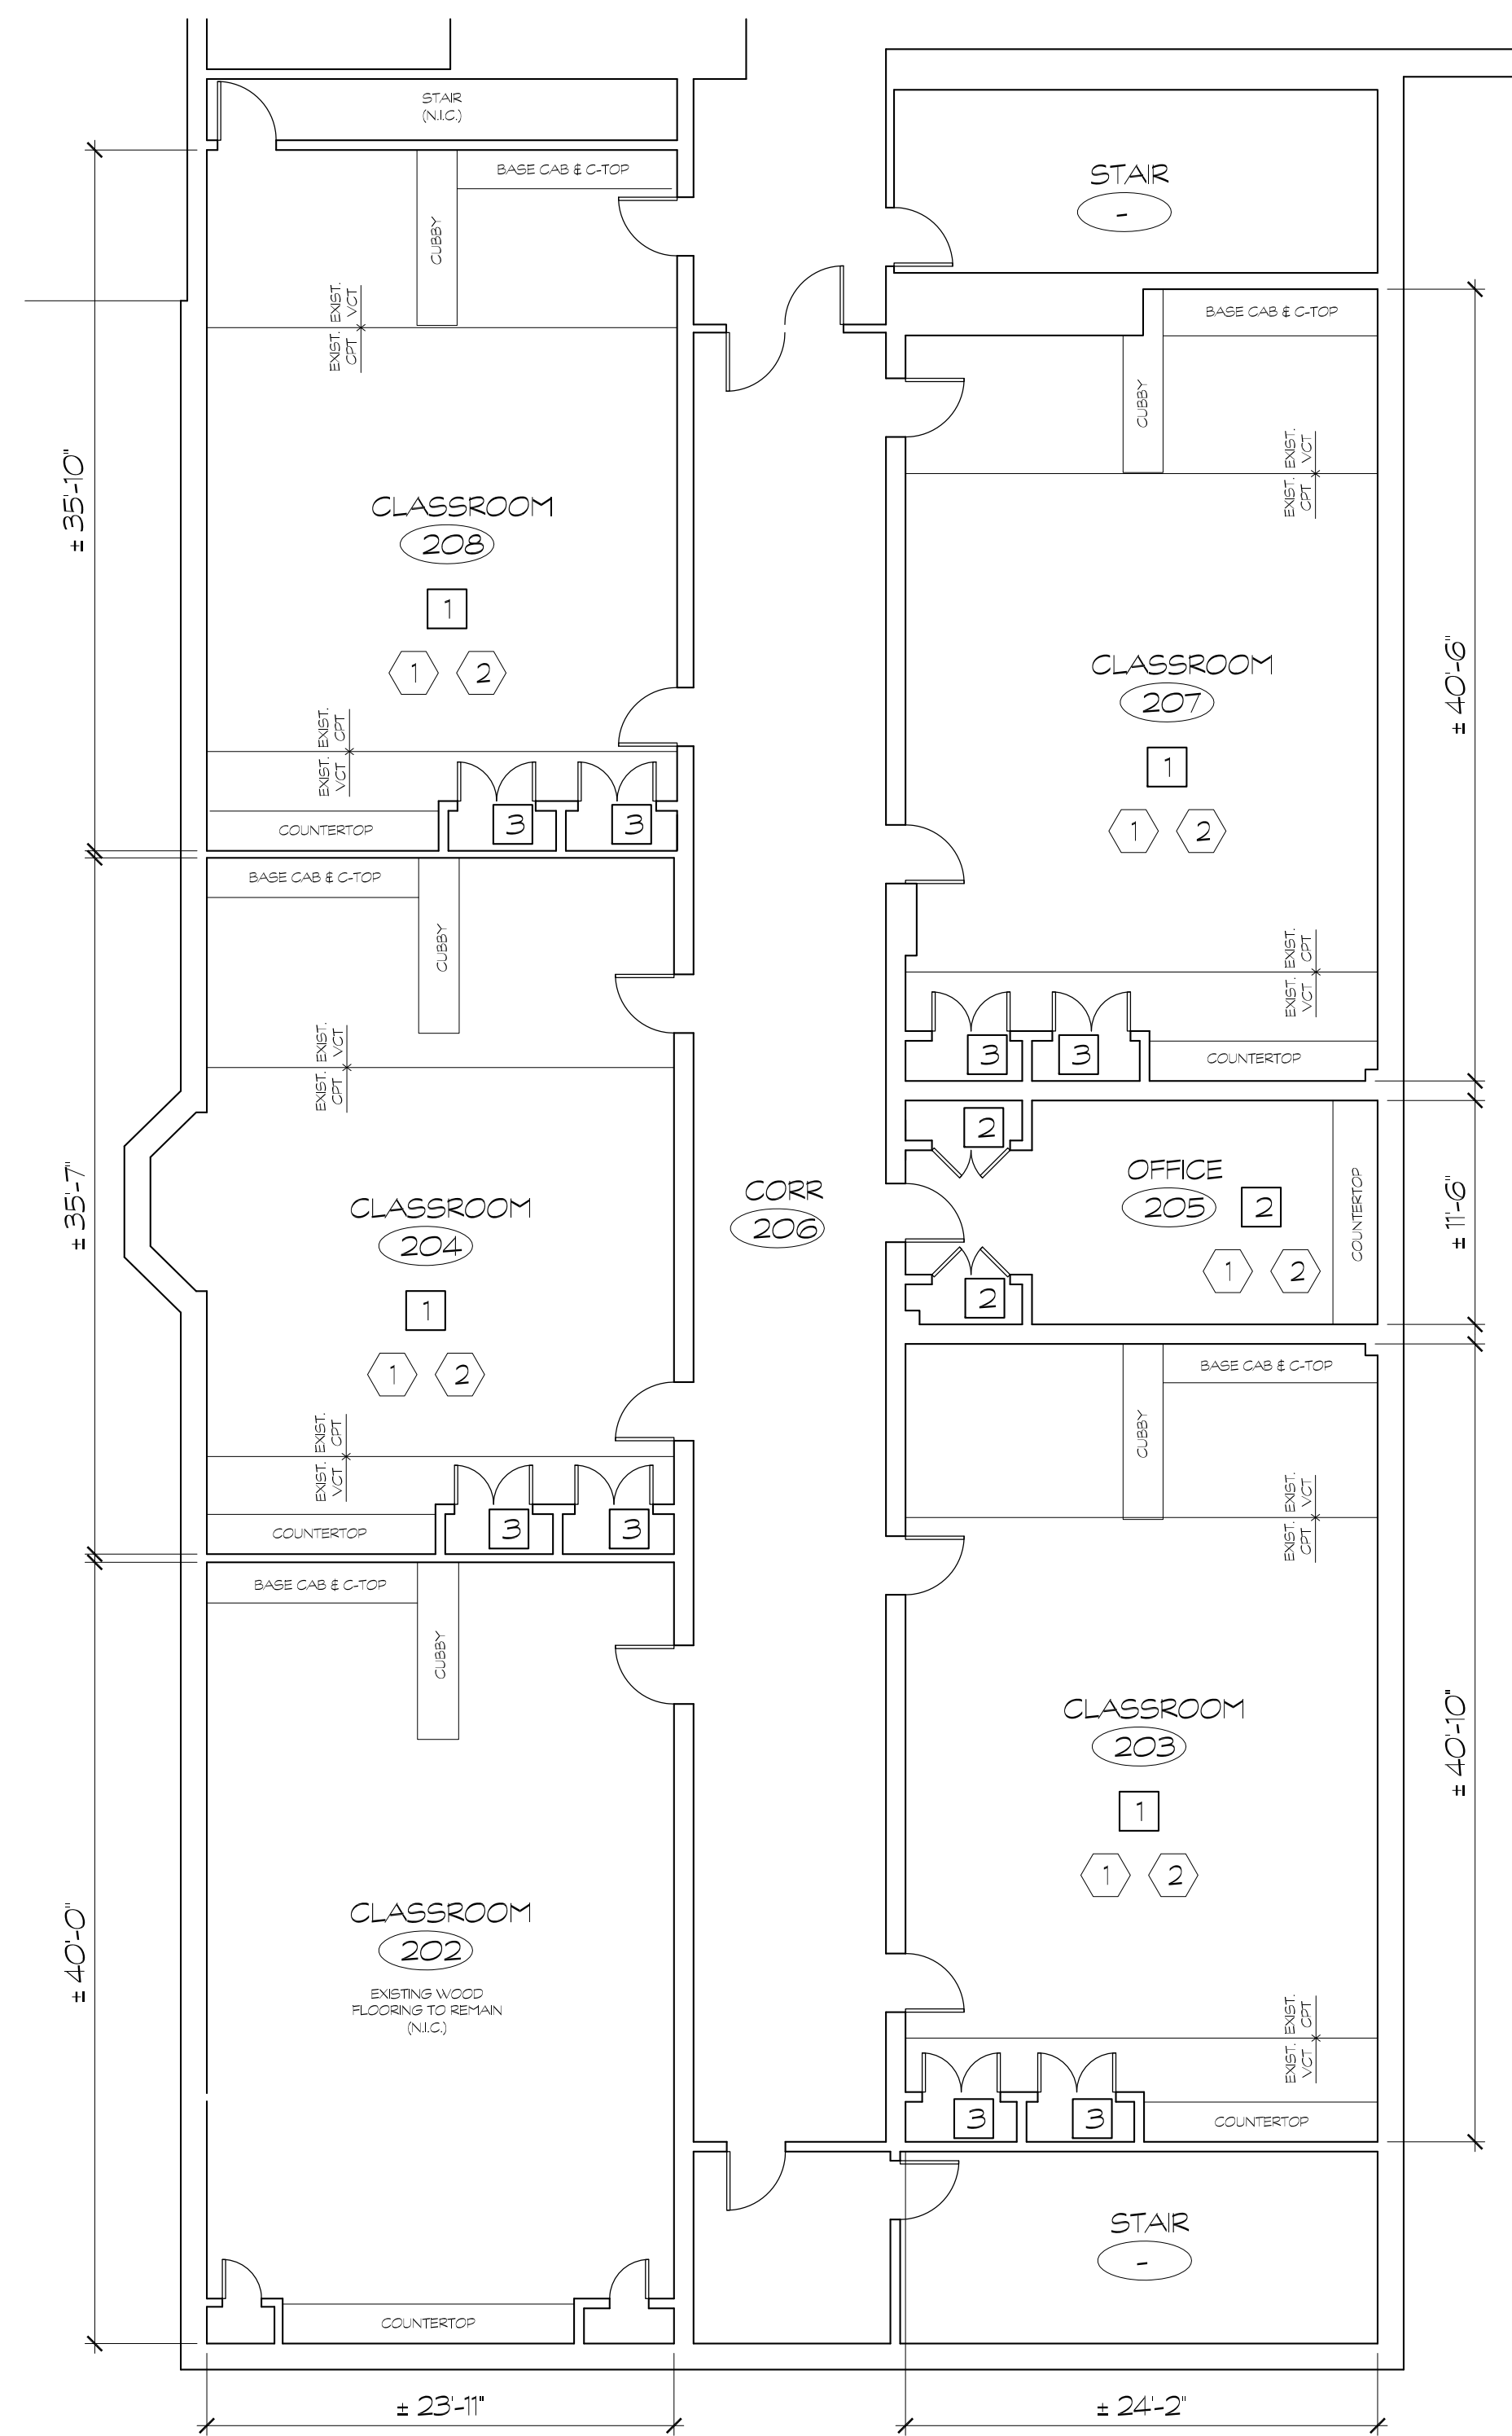 STAIR
(N.I.C.)
BASE CAB & C-TOP
CUBBY
EXIST. EXIST.
CPT VCT
± 35'-10"
CLASSROOM
208
1
1 2
EXIST. EXIST.
VCT CPT
COUNTERTOP
3 3
STAIR
-
BASE CAB & C-TOP
CUBBY
EXIST. EXIST.
CPT VCT
± 40'-6"
CLASSROOM
207
1
1 2
EXIST. EXIST.
VCT CPT
3 3
COUNTERTOP
BASE CAB & C-TOP
CUBBY
EXIST. EXIST.
CPT VCT
± 35'-7"
CLASSROOM
204
1
1 2
EXIST. EXIST.
VCT CPT
COUNTERTOP
3 3
CORR
206
2
OFFICE
205 2
1 2
2
COUNTERTOP
± 11'-6"
BASE CAB & C-TOP
CUBBY
EXIST. EXIST.
CPT VCT
± 40'-10"
CLASSROOM
203
1
1 2
EXIST. EXIST.
VCT CPT
3 3
COUNTERTOP
BASE CAB & C-TOP
CUBBY
± 40'-0"
CLASSROOM
202
EXISTING WOOD
FLOORING TO REMAIN
(N.I.C.)
COUNTERTOP
STAIR
-
± 23'-11"
± 24'-2"